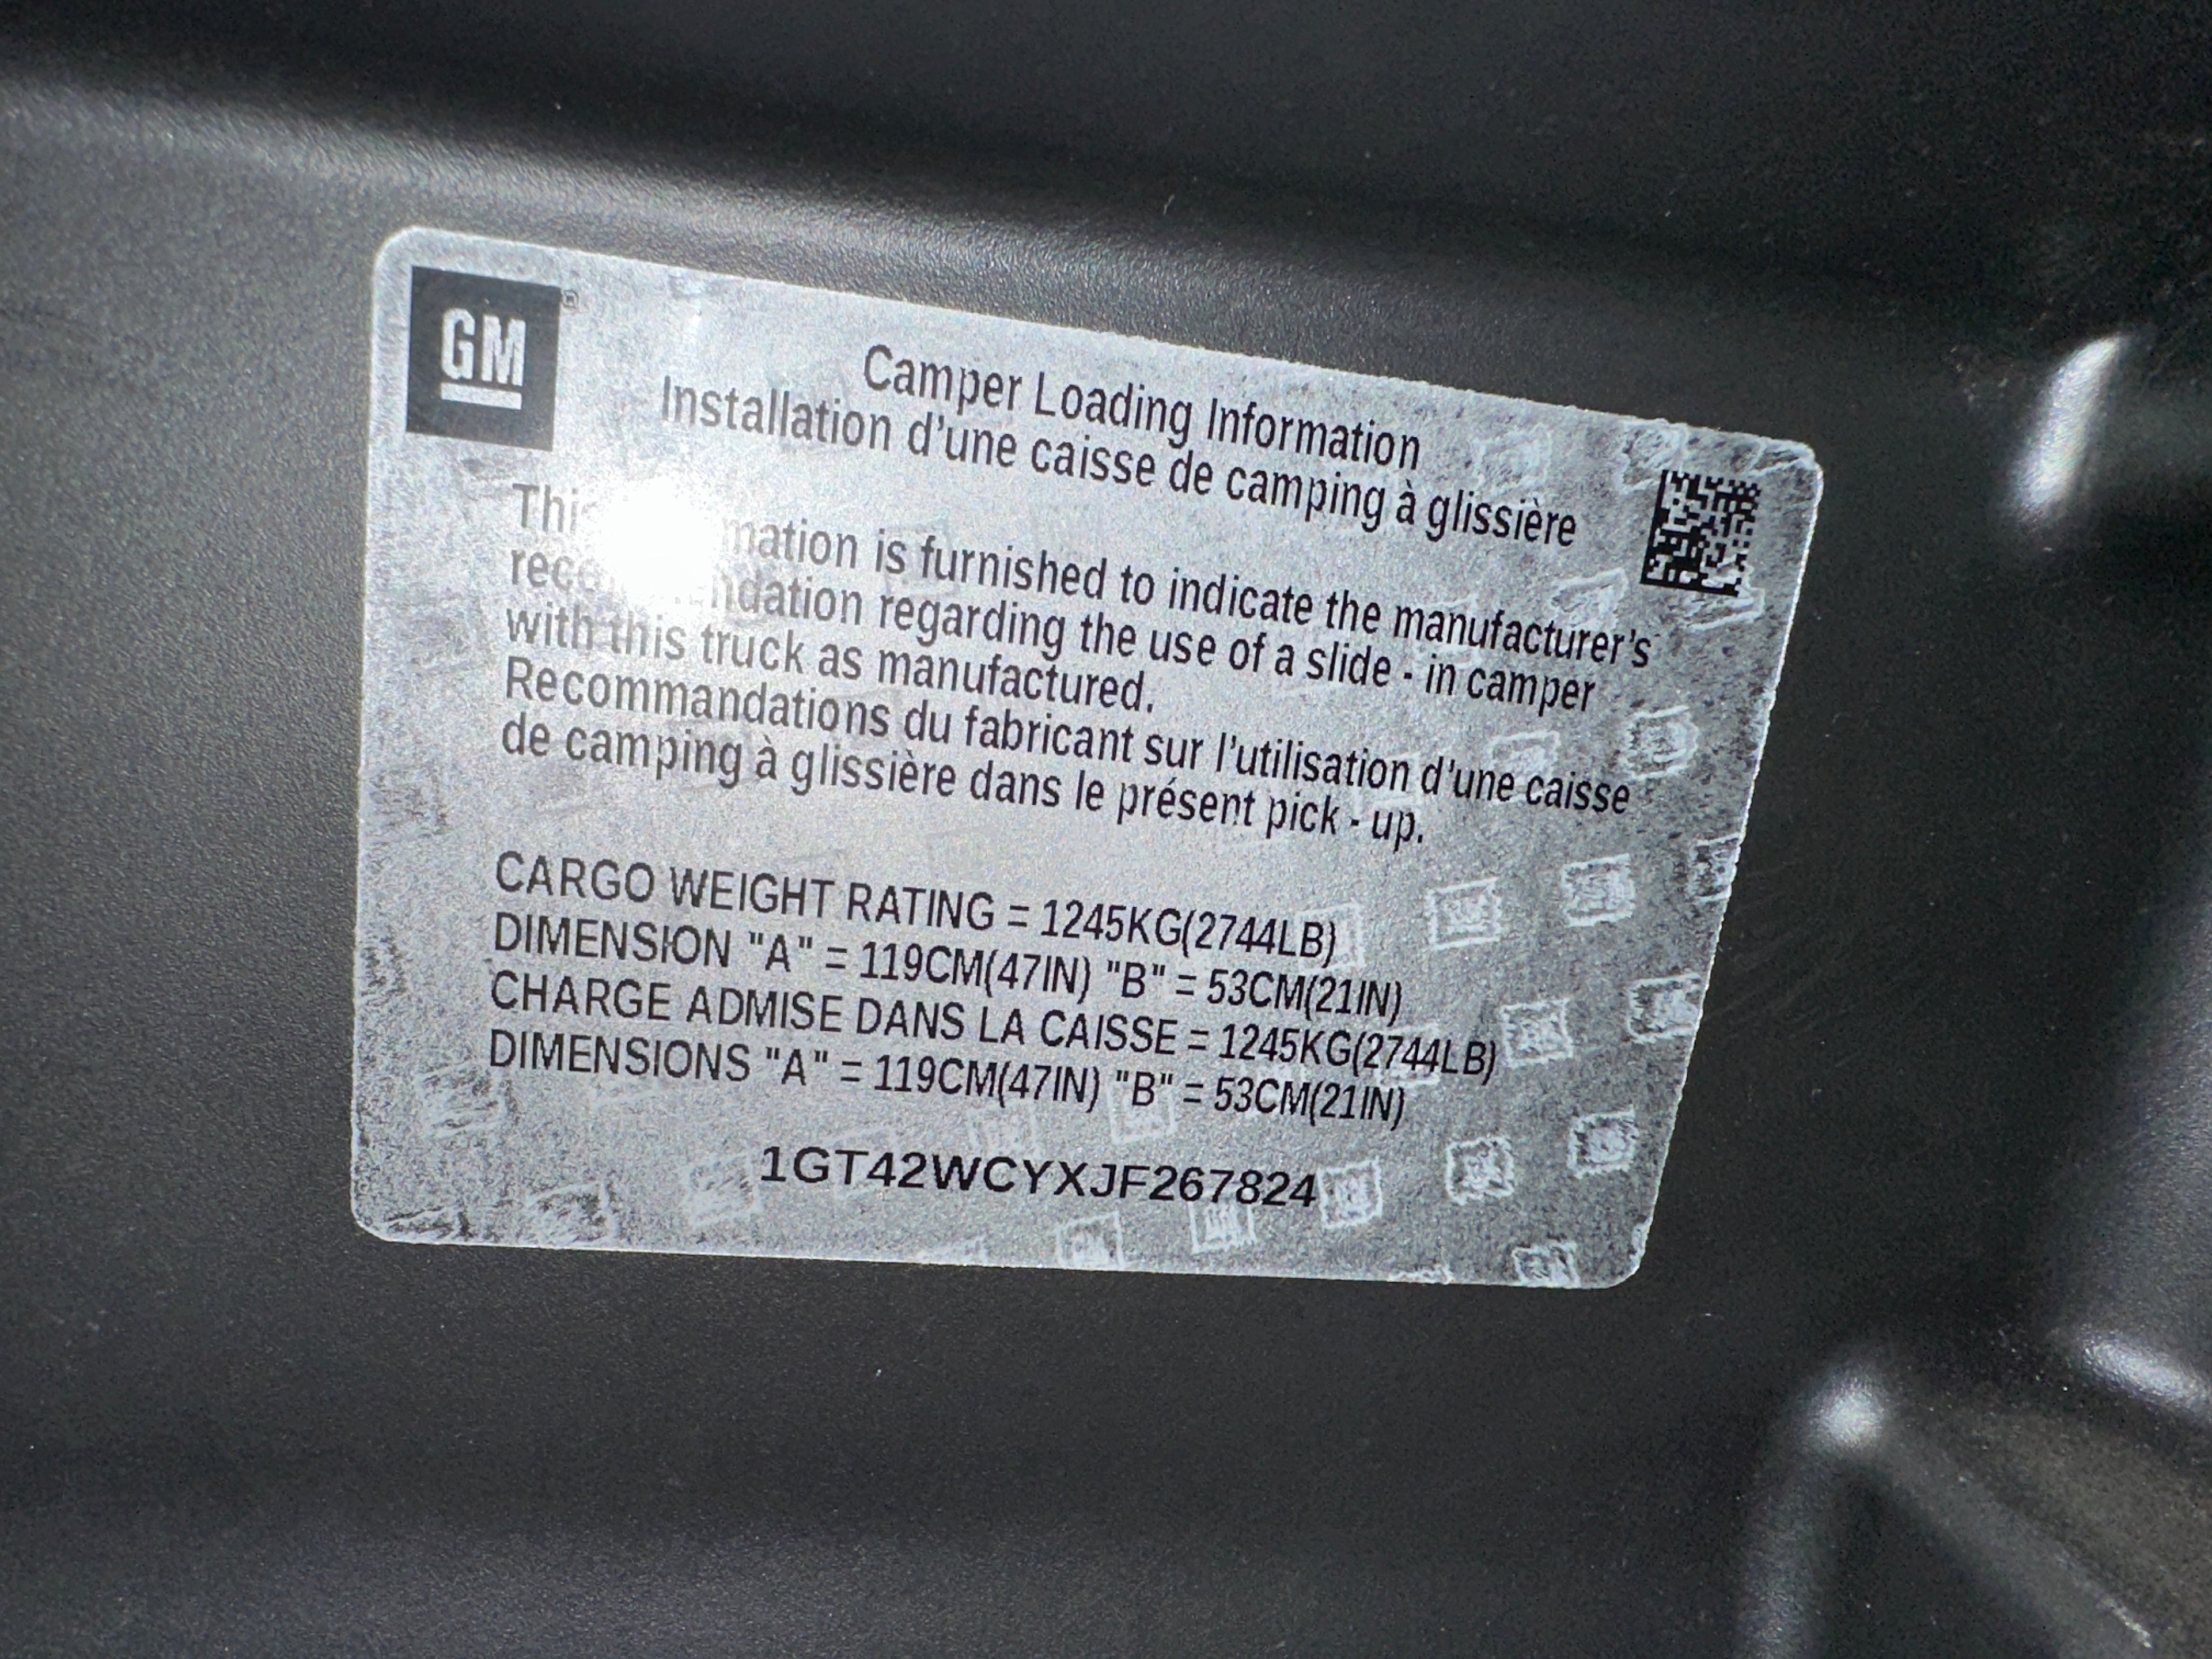 GM
Camper Loading Information
Installation d'une caisse de camping à glissière
is furnished to indicate the manufacturer's
regarding the use of a slide - in camper
with this truck as manufactured.
Recommandations du fabricant sur l'utilisation d'une caisse
de camping à glissière dans le présent pick - up.
CARGO WEIGHT RATING = 1245KG(2744LB)
DIMENSION "A" = 119CM(47IN) "B" = 53CM(21IN)
CHARGE ADMISE DANS LA CAISSE = 1245KG(2744LB)
DIMENSIONS "A" = 119CM(47IN) "B" = 53CM(21IN)
1GT42WCYXJF267824